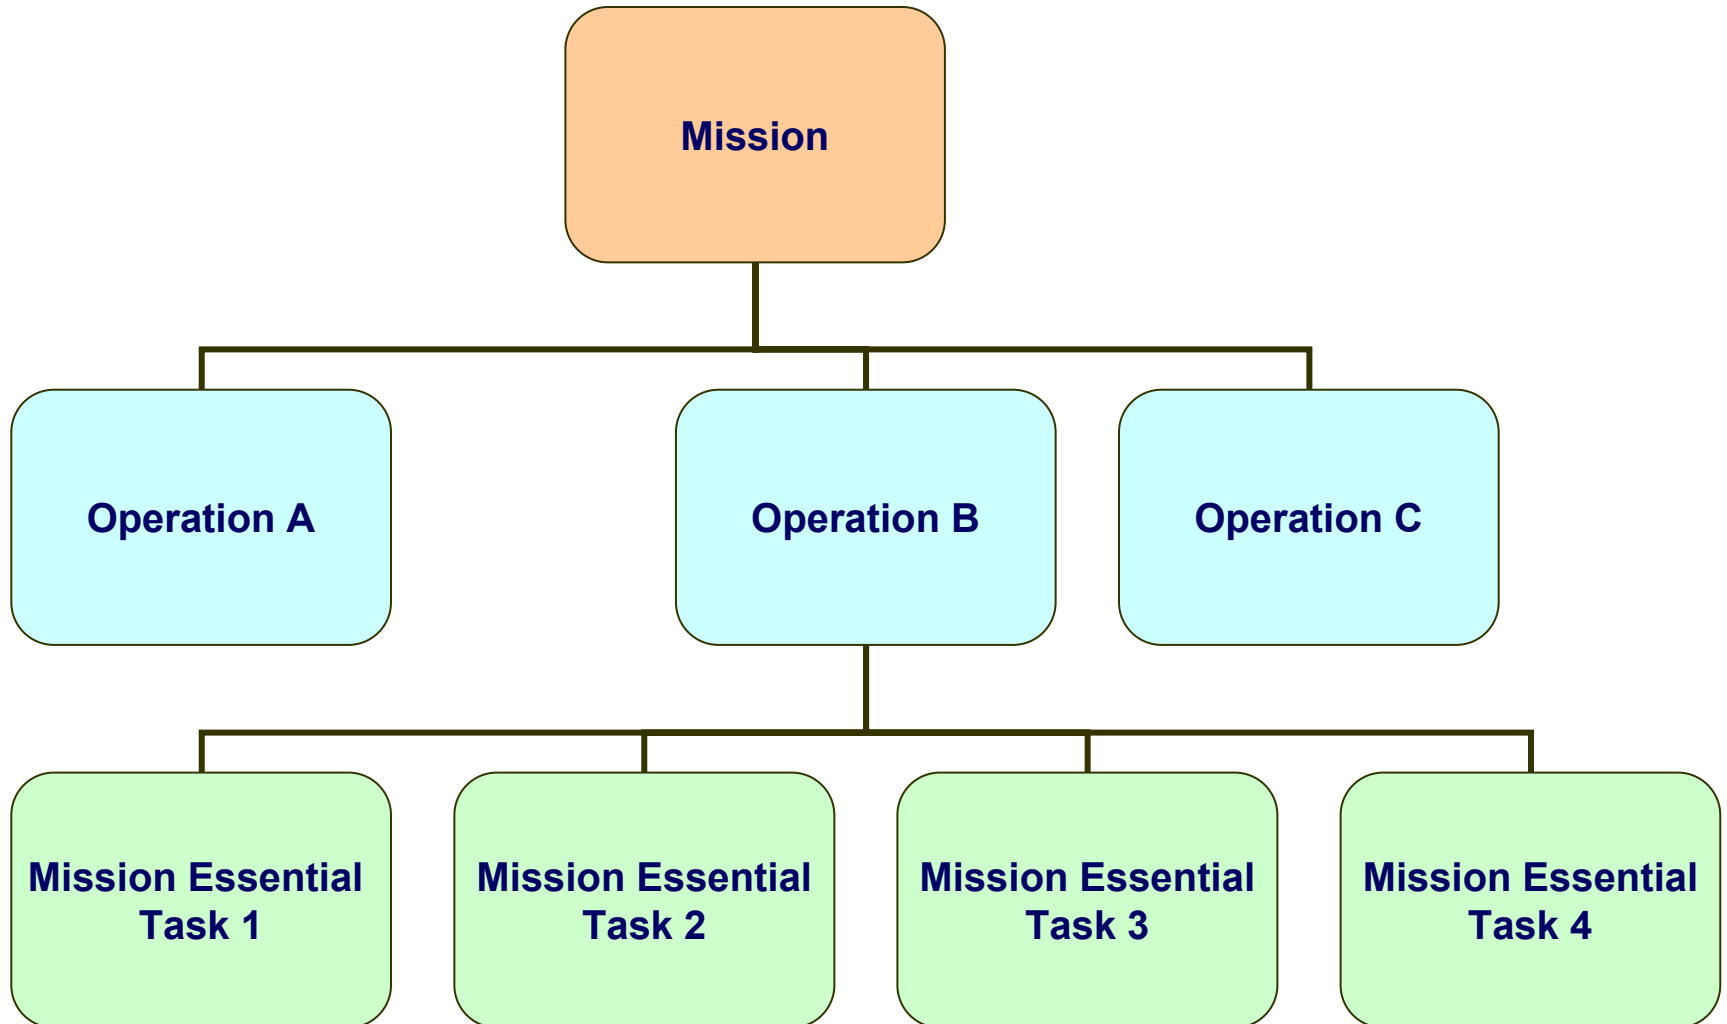 Mission
Operation A
Operation B
Operation C
Mission Essential
Task 1
Mission Essential
Task 2
Mission Essential
Task 3
Mission Essential
Task 4